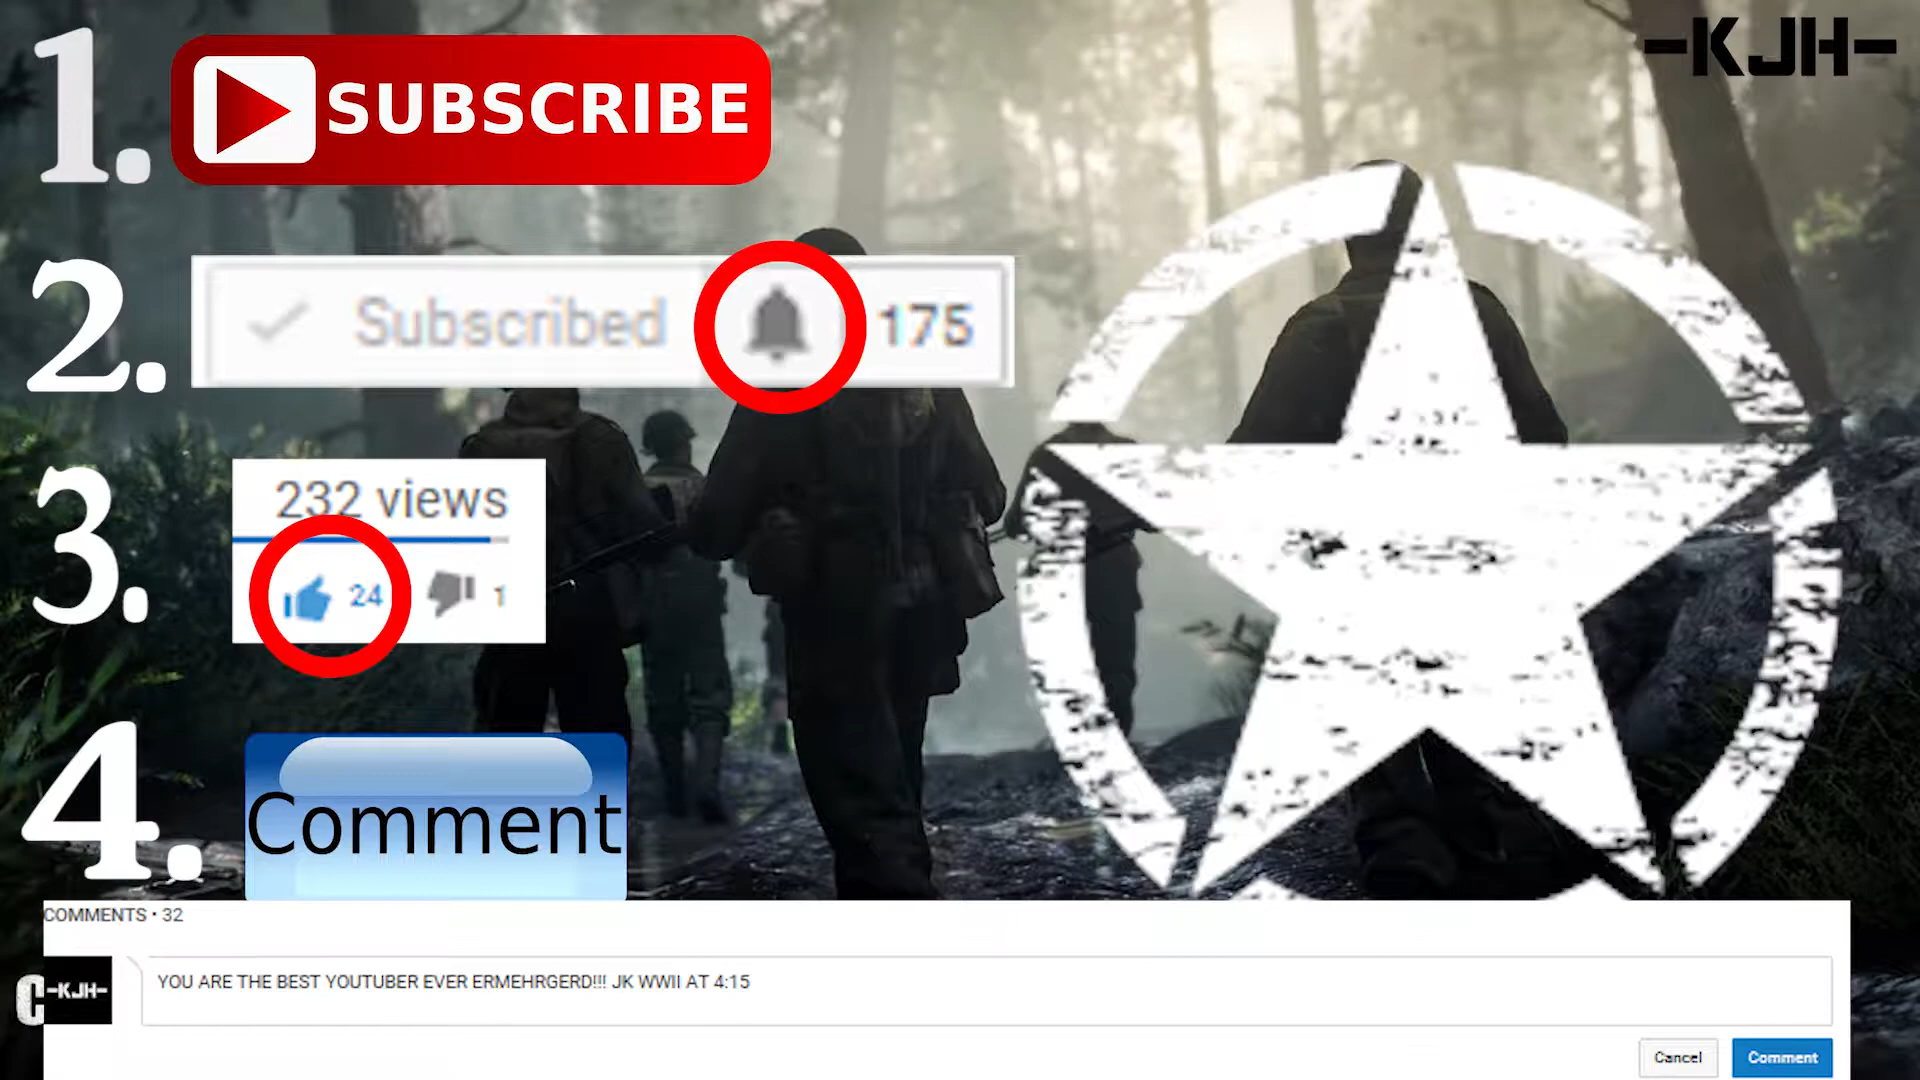 1. SUBSCRIBE
-KJH-
2. Subscribed 175
3. 232 views
24 1
4. Comment
COMMENTS • 32
C -KJH- YOU ARE THE BEST YOUTUBER EVER ERMEHRGERD!!! JK WWII AT 4:15
Cancel Comment